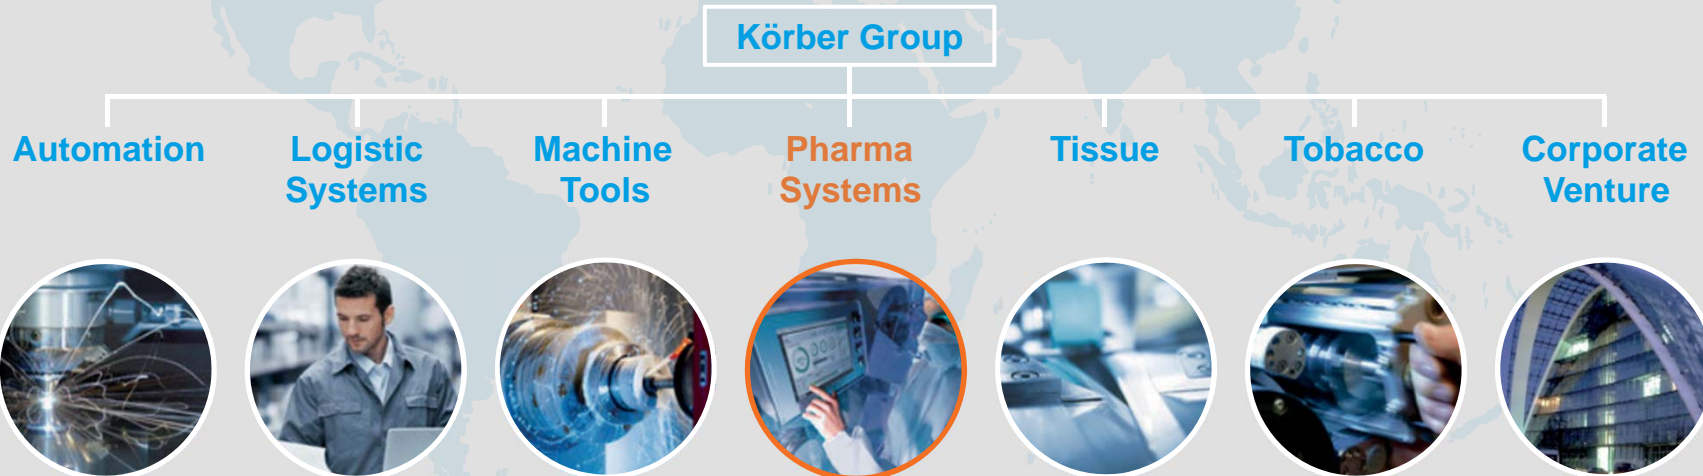 Körber Group
Automation
Logistic
Systems
Machine
Tools
Pharma
Systems
Tissue
Tobacco
Corporate
Venture